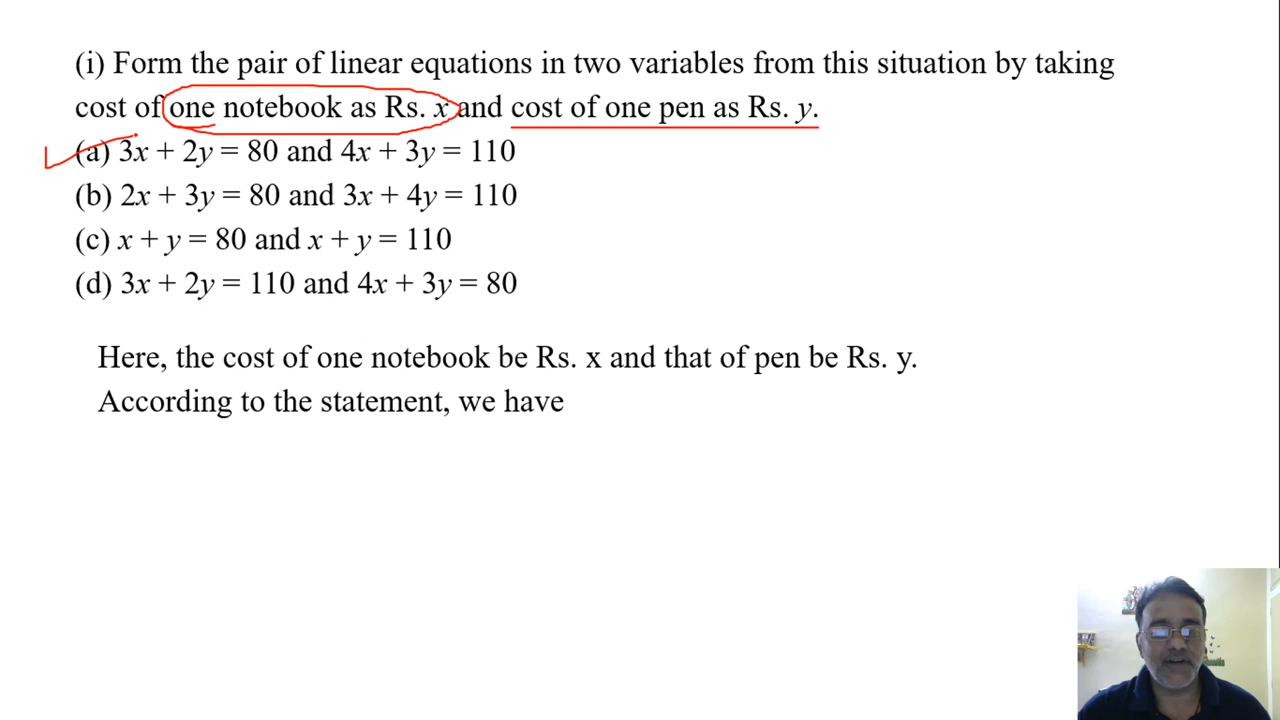 (i) Form the pair of linear equations in two variables from this situation by taking
cost of one notebook as Rs. x and cost of one pen as Rs. y.
(a) 3x + 2y = 80 and 4x + 3y = 110
(b) 2x + 3y = 80 and 3x + 4y = 110
(c) x + y = 80 and x + y = 110
(d) 3x + 2y = 110 and 4x + 3y = 80
Here, the cost of one notebook be Rs. x and that of pen be Rs. y.
According to the statement, we have